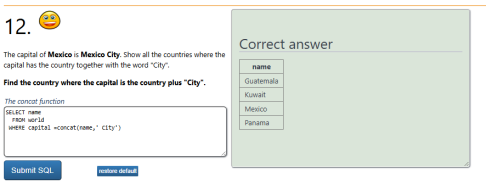 12.
The capital of Mexico is Mexico City. Show all the countries where the
capital has the country together with the word "City".
Find the country where the capital is the country plus "City".
The concat function
SELECT name
FROM world
WHERE capital =concat(name,' City')
Submit SQL
restore default
Correct answer
name
Guatemala
Kuwait
Mexico
Panama